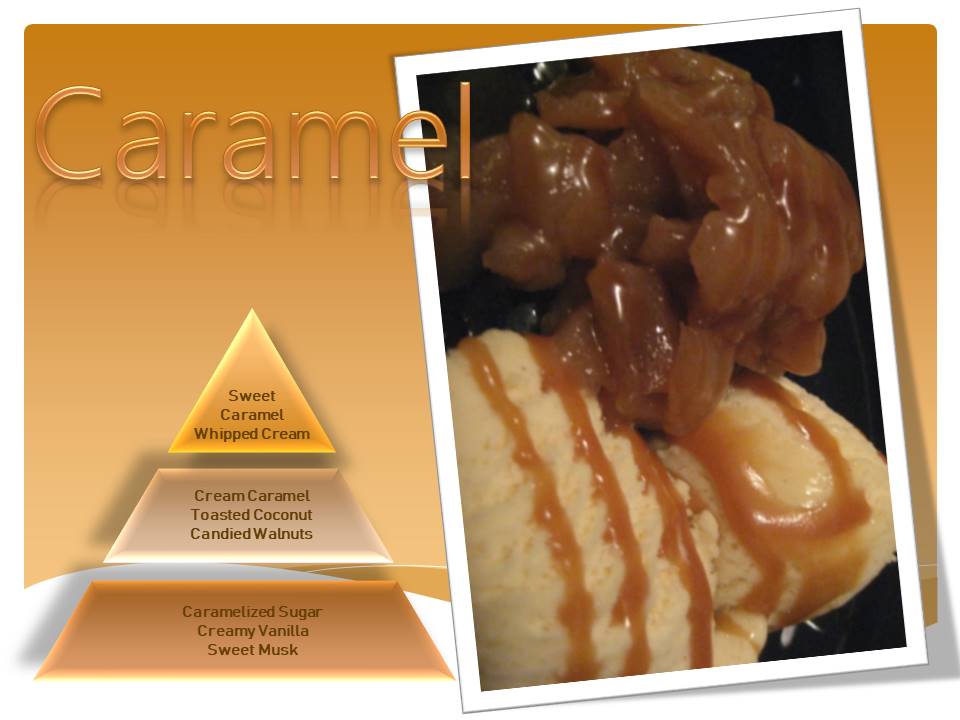 Caramel
Sweet
Caramel
Whipped Cream
Cream Caramel
Toasted Coconut
Candied Walnuts
Caramelized Sugar
Creamy Vanilla
Sweet Musk